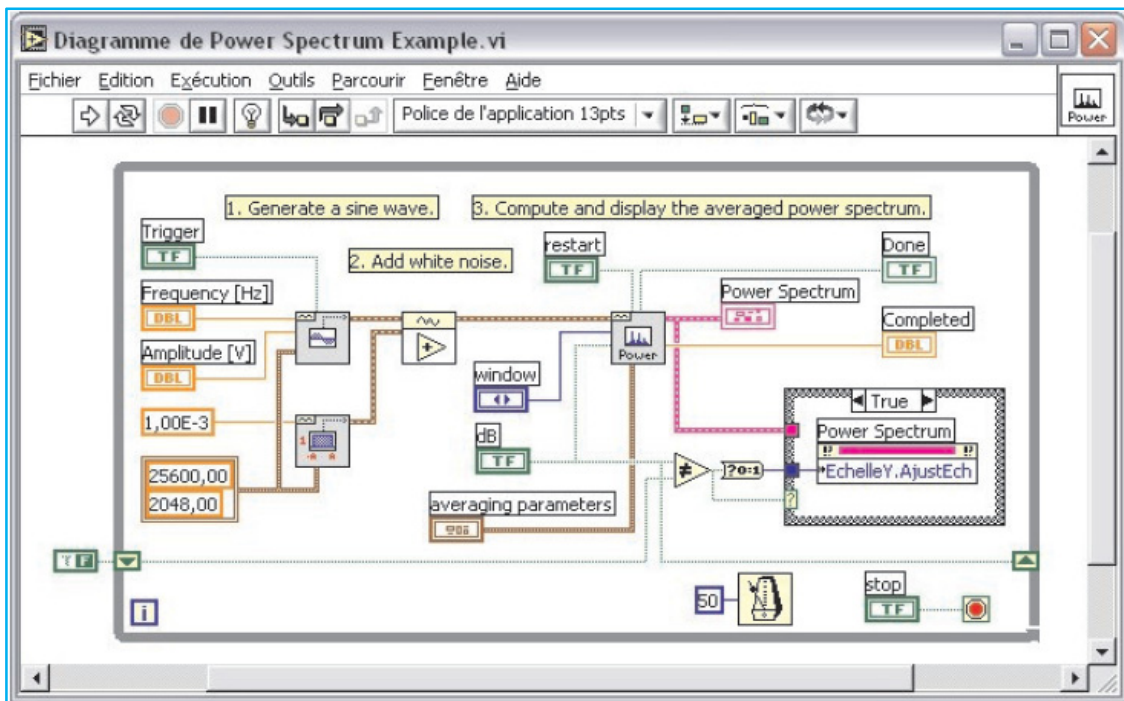 Diagramme de Power Spectrum Example.vi
Fichier Edition Exécution Outils Parcourir Fenêtre Aide
Police de l'application 13pts
Power
1. Generate a sine wave.
3. Compute and display the averaged power spectrum.
Trigger
TF
2. Add white noise.
restart
TF
Done
TF
Frequency [Hz]
DBL
Power Spectrum
Completed
DBL
Amplitude [V]
DBL
Power
window
1,00E-3
True
dB
TF
Power Spectrum
?0:1
EchelleY.AjustEch
?
25600,00
2048,00
averaging parameters
stop
TF
50
i